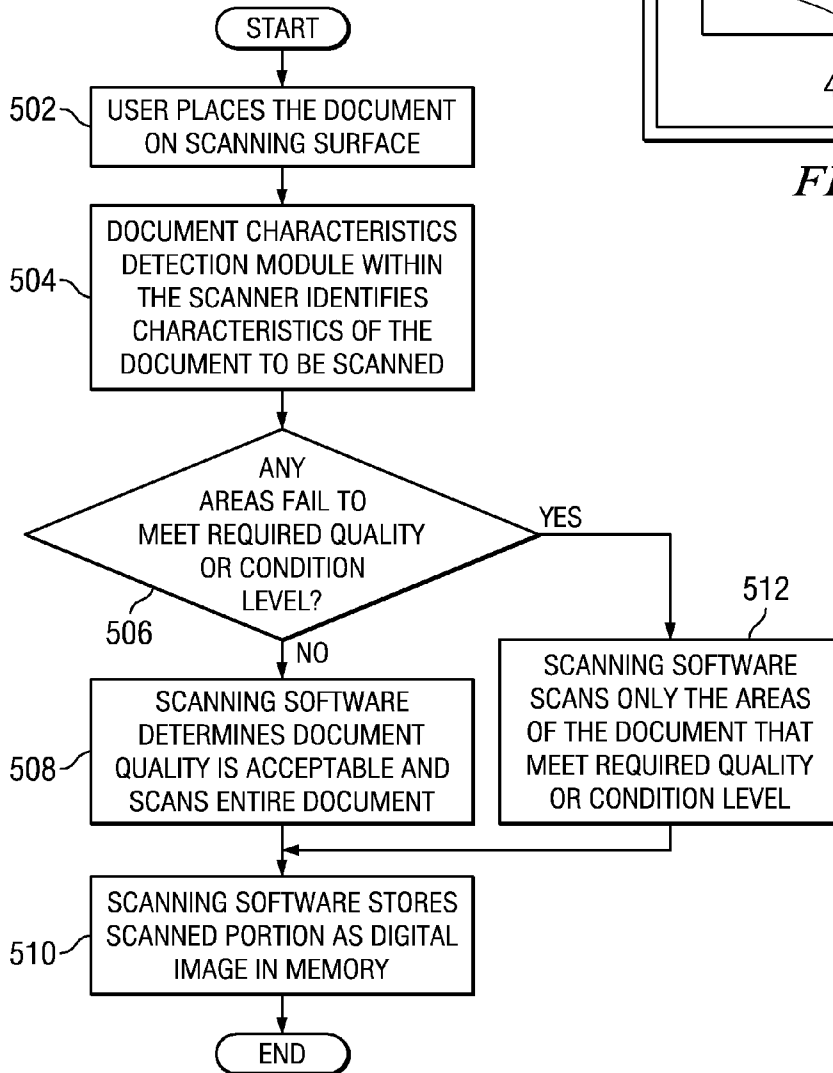 START
502
USER PLACES THE DOCUMENT
ON SCANNING SURFACE
504
DOCUMENT CHARACTERISTICS
DETECTION MODULE WITHIN
THE SCANNER IDENTIFIES
CHARACTERISTICS OF THE
DOCUMENT TO BE SCANNED
ANY
AREAS FAIL TO
MEET REQUIRED QUALITY
OR CONDITION
LEVEL?
506
YES
NO
508
SCANNING SOFTWARE
DETERMINES DOCUMENT
QUALITY IS ACCEPTABLE AND
SCANS ENTIRE DOCUMENT
512
SCANNING SOFTWARE
SCANS ONLY THE AREAS
OF THE DOCUMENT THAT
MEET REQUIRED QUALITY
OR CONDITION LEVEL
510
SCANNING SOFTWARE STORES
SCANNED PORTION AS DIGITAL
IMAGE IN MEMORY
END